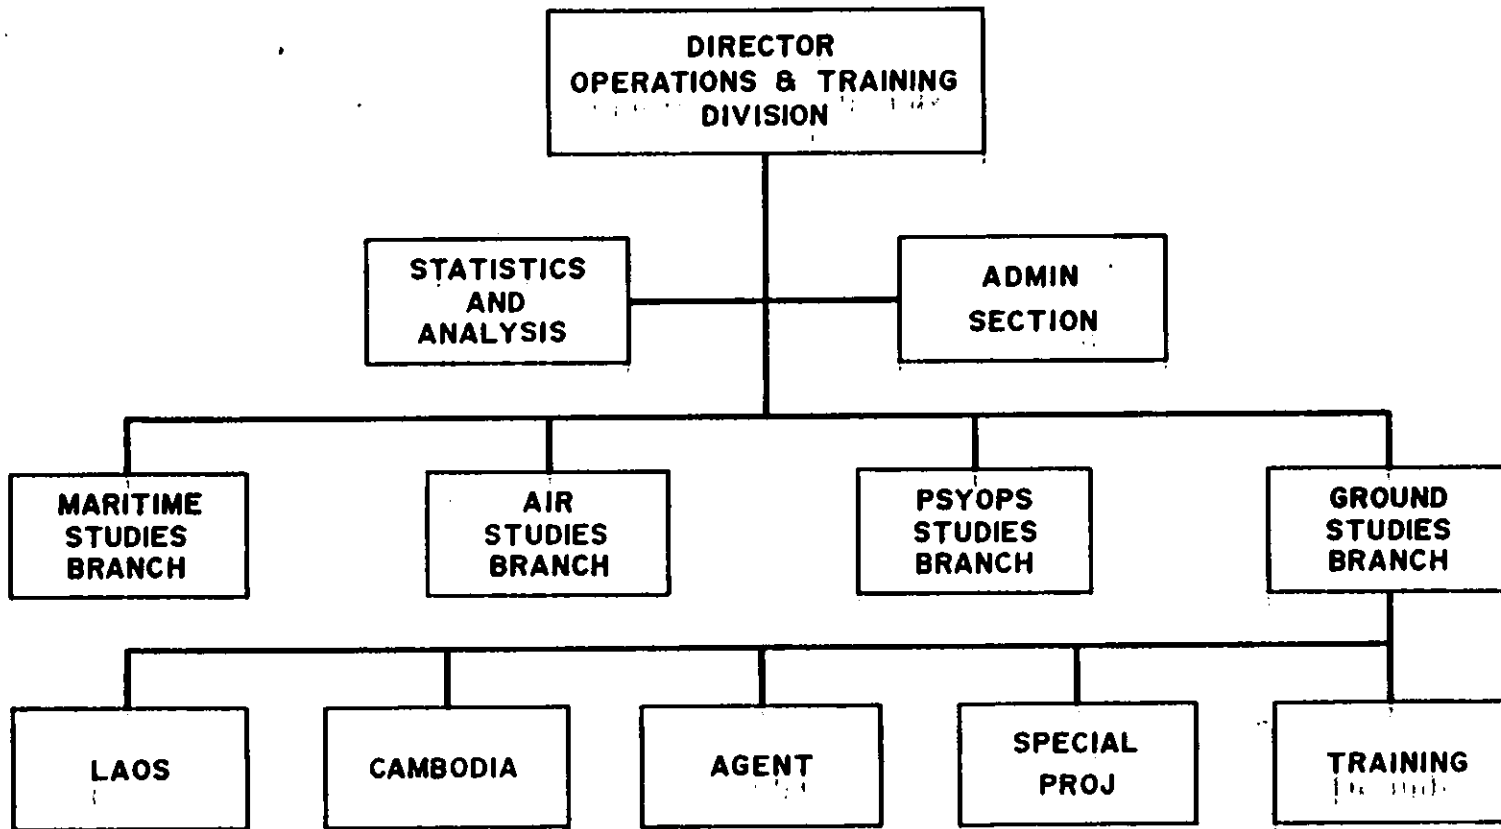 DIRECTOR
OPERATIONS & TRAINING
DIVISION
STATISTICS
AND
ANALYSIS
ADMIN
SECTION
MARITIME
STUDIES
BRANCH
AIR
STUDIES
BRANCH
PSYOPS
STUDIES
BRANCH
GROUND
STUDIES
BRANCH
LAOS
CAMBODIA
AGENT
SPECIAL
PROJ
TRAINING